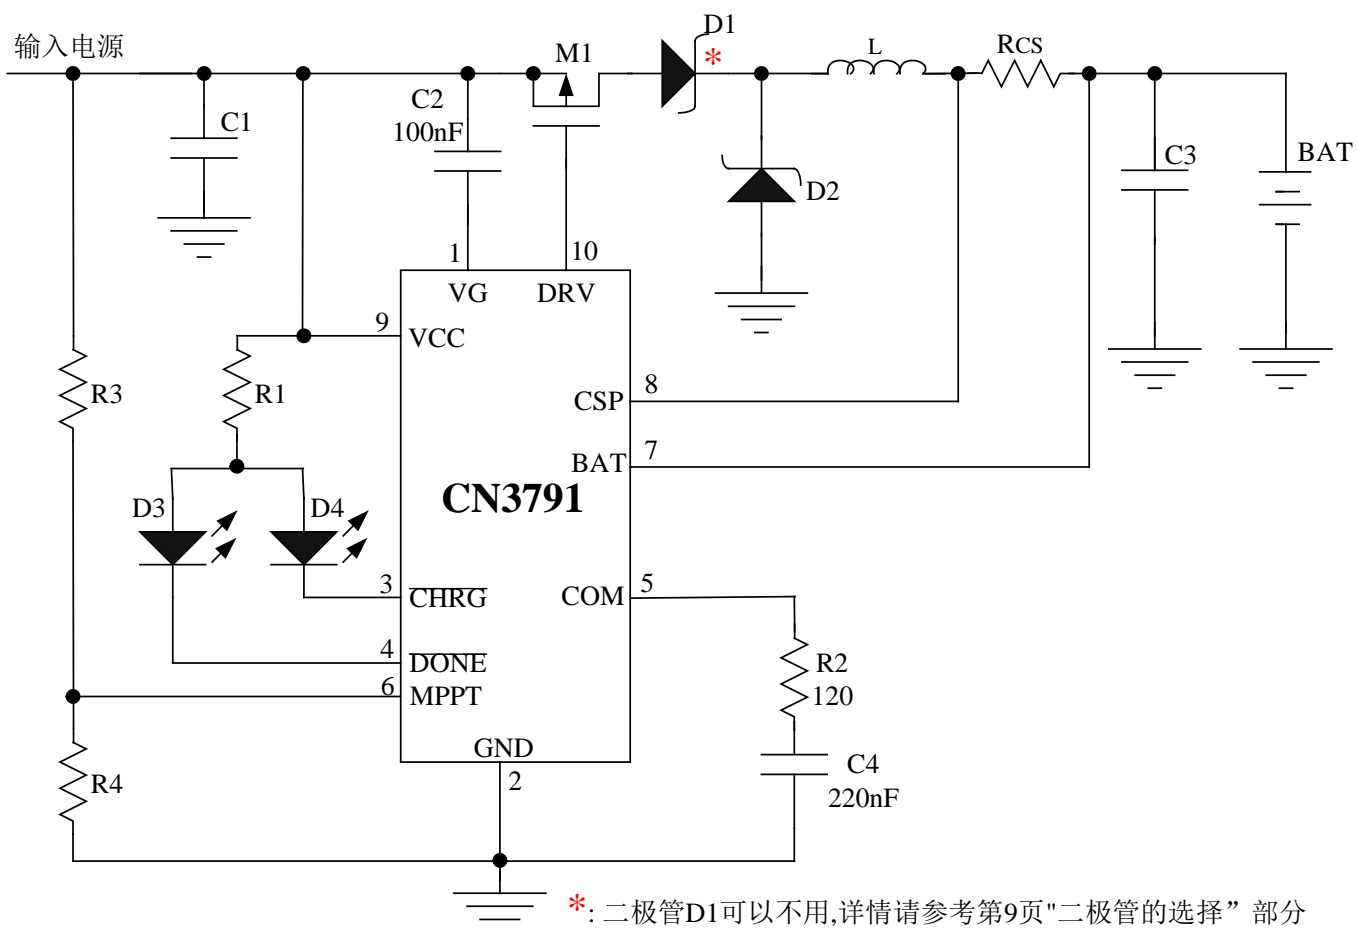 输入电源
D1
*
M1
L
RCS
C2
100nF
C1
C3
BAT
D2
1
10
VG
DRV
9
VCC
R3
R1
8
CSP
7
BAT
CN3791
D3
D4
3
CHRG
COM
5
4
DONE
6
MPPT
R2
120
GND
2
R4
C4
220nF
*: 二极管D1可以不用,详情请参考第9页"二极管的选择” 部分